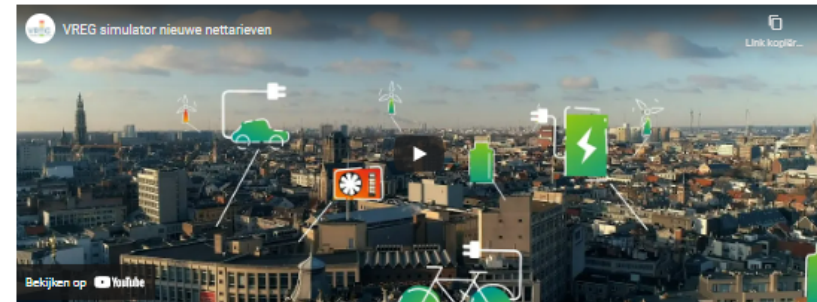 VREG simulator nieuwe nettarieven
Link kopiër...
Bekijken op YouTube